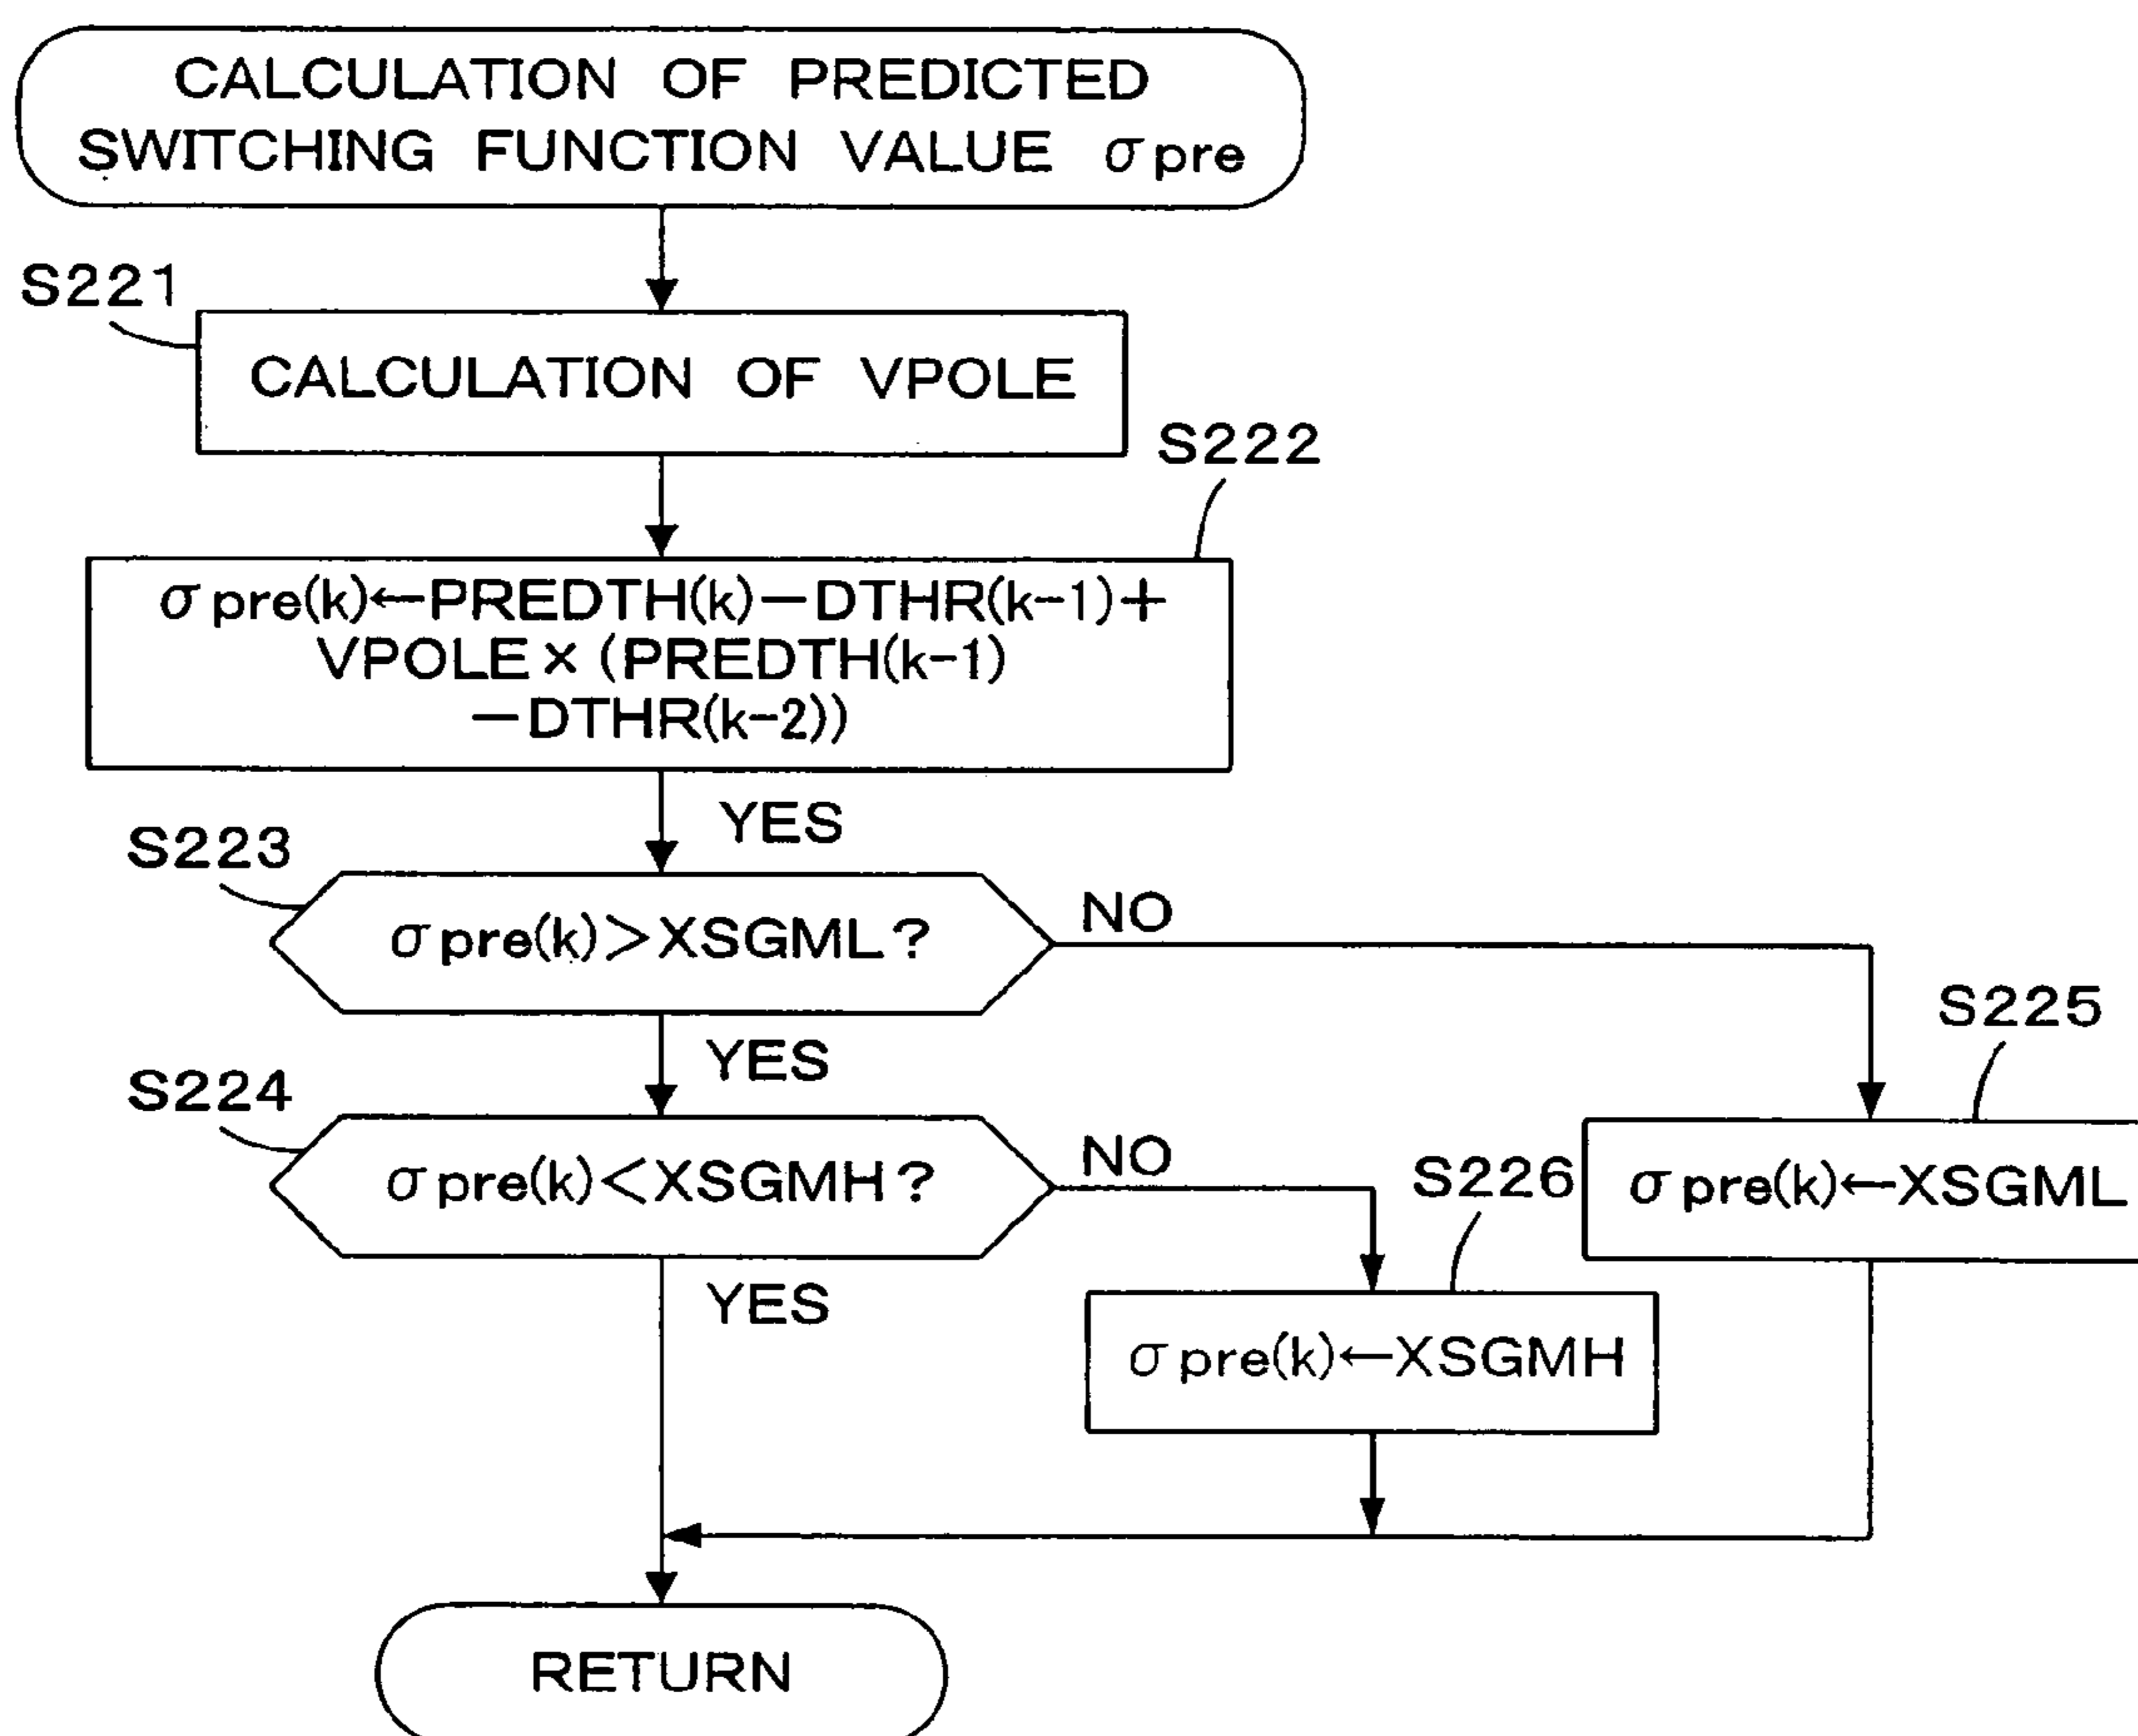 CALCULATION OF PREDICTED
SWITCHING FUNCTION VALUE σpre
S221
CALCULATION OF VPOLE
S222
σpre(k)←PREDTH(k)−DTHR(k−1)+
VPOLE×(PREDTH(k−1)
−DTHR(k−2))
YES
S223
σpre(k)>XSGML?
NO
YES
S225
σpre(k)←XSGML
S224
σpre(k)<XSGMH?
NO
YES
S226
σpre(k)←XSGMH
RETURN